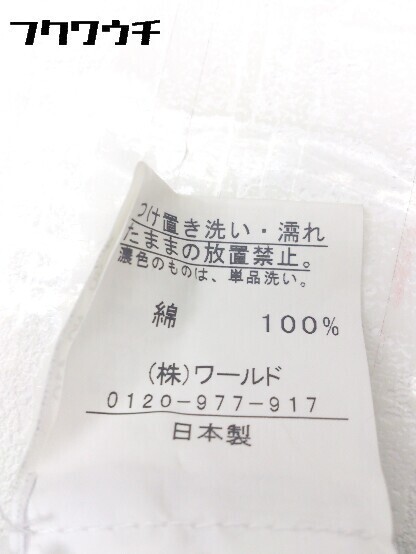 フクワウチ
つけ置き洗い・濡れ
たままの放置禁止。
濃色のものは、単品洗い。
綿 100%
(株)ワールド
0120-977-917
日本製